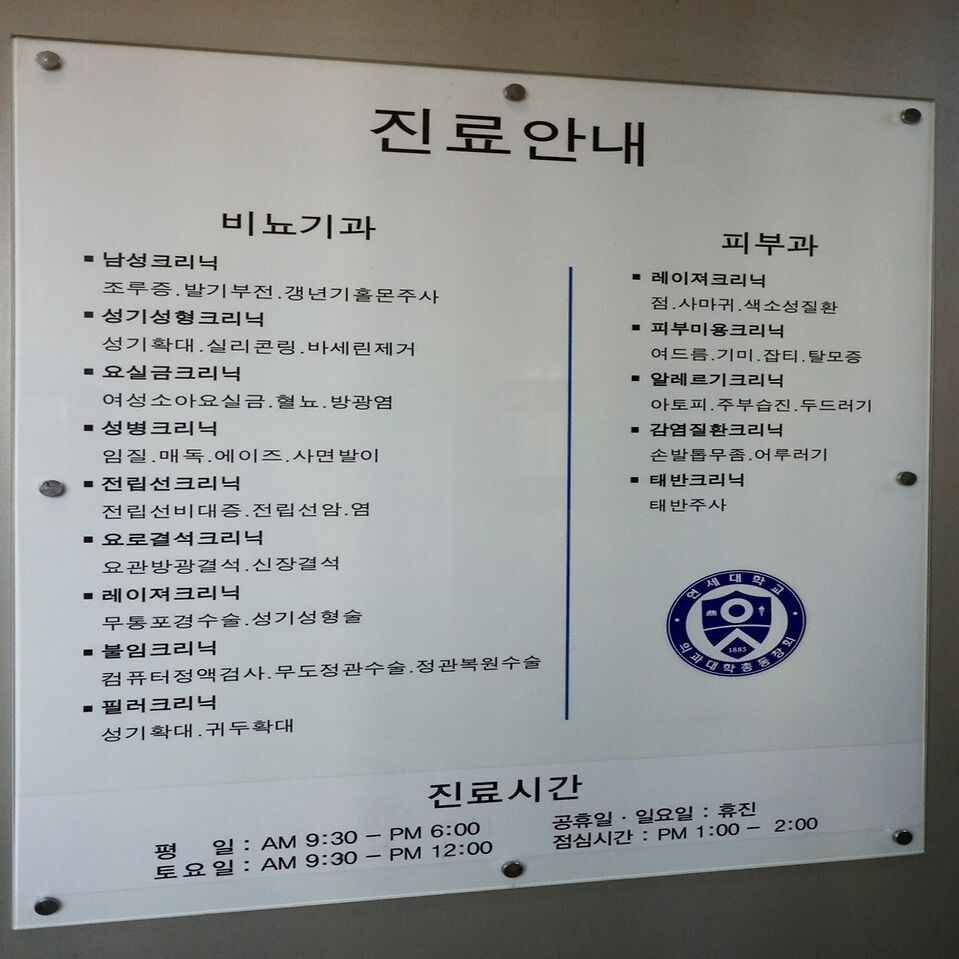 진료안내
비뇨기과
■ 남성크리닉
조루증.발기부전.갱년기홀몬주사
■ 성기성형크리닉
성기확대.실리콘링.바세린제거
■ 요실금크리닉
여성소아요실금.혈뇨.방광염
■ 성병크리닉
임질.매독.에이즈.사면발이
■ 전립선크리닉
전립선비대증.전립선암.염
■ 요로결석크리닉
요관방광결석.신장결석
■ 레이져크리닉
무통포경수술.성기성형술
■ 불임크리닉
컴퓨터정액검사.무도정관수술.정관복원수술
■ 필러크리닉
성기확대.귀두확대
피부과
■ 레이져크리닉
점.사마귀.색소성질환
■ 피부미용크리닉
여드름.기미.잡티.탈모증
■ 알레르기크리닉
아토피.주부습진.두드러기
■ 감염질환크리닉
손발톱무좀.어루러기
■ 태반크리닉
태반주사
연세대학교
1885
의과대학총동창회
진료시간
평 일 : AM 9:30 - PM 6:00
토요일 : AM 9:30 - PM 12:00
공휴일 · 일요일 : 휴진
점심시간 : PM 1:00 - 2:00